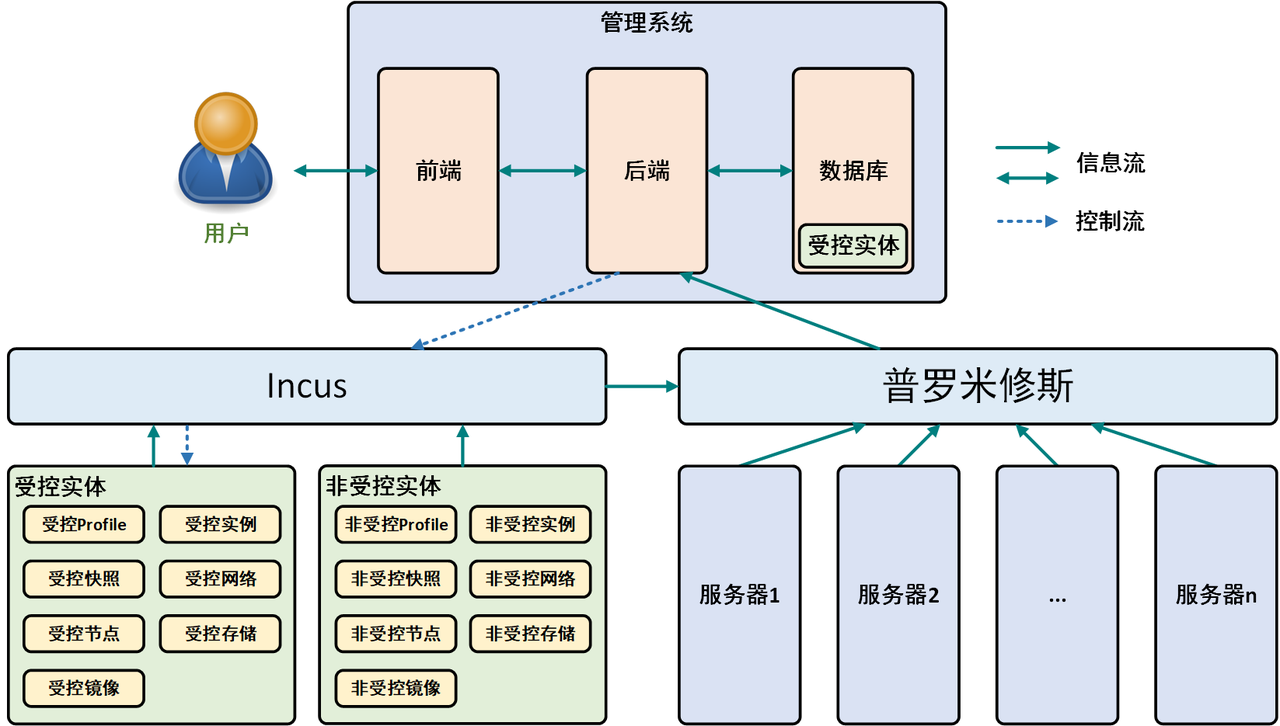 管理系统
前端
后端
数据库
受控实体
用户
信息流
控制流
Incus
普罗米修斯
受控实体
受控Profile
受控实例
受控快照
受控网络
受控节点
受控存储
受控镜像
非受控实体
非受控Profile
非受控实例
非受控快照
非受控网络
非受控节点
非受控存储
非受控镜像
服务器1
服务器2
...
服务器n